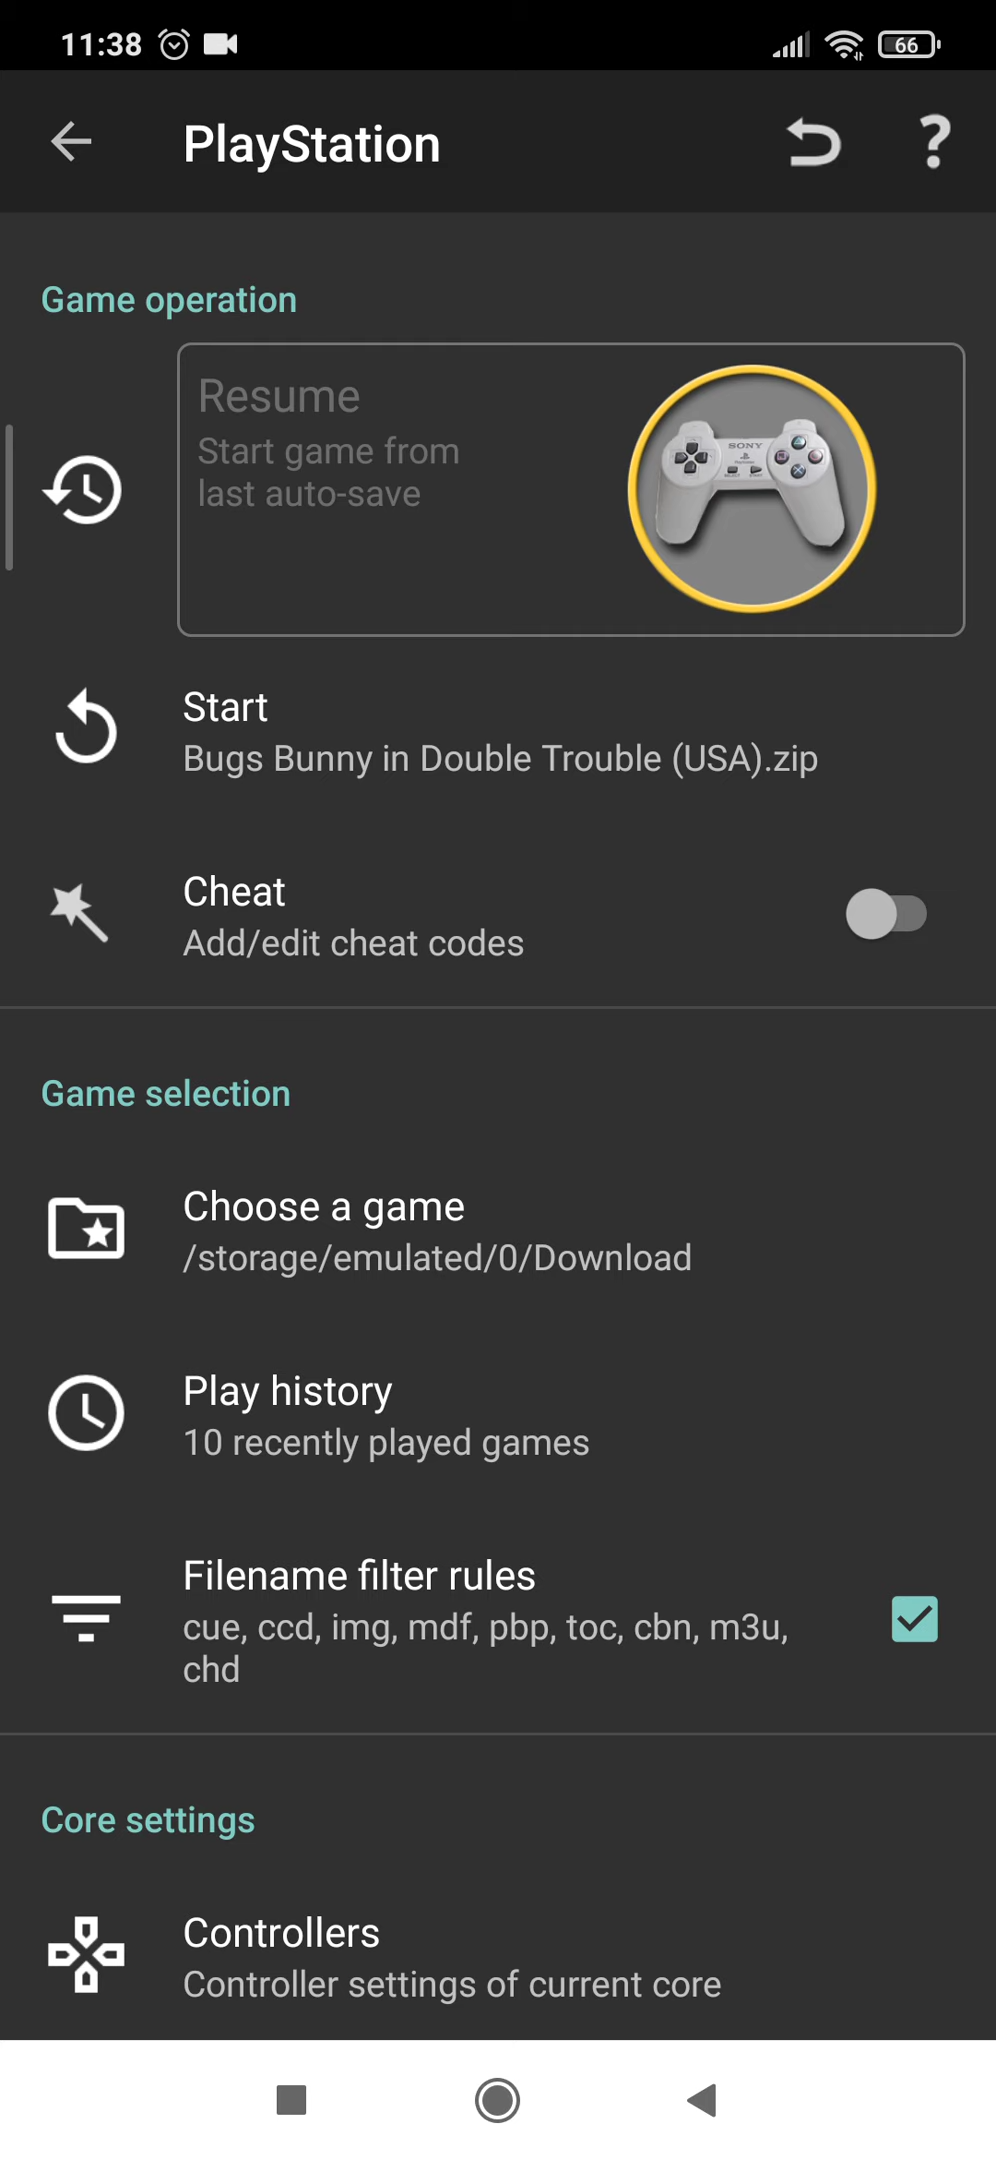 11:38
66
PlayStation
Game operation
Resume
Start game from
last auto-save
SONY
Start
Bugs Bunny in Double Trouble (USA).zip
Cheat
Add/edit cheat codes
Game selection
Choose a game
/storage/emulated/0/Download
Play history
10 recently played games
Filename filter rules
cue, ccd, img, mdf, pbp, toc, cbn, m3u,
chd
Core settings
Controllers
Controller settings of current core